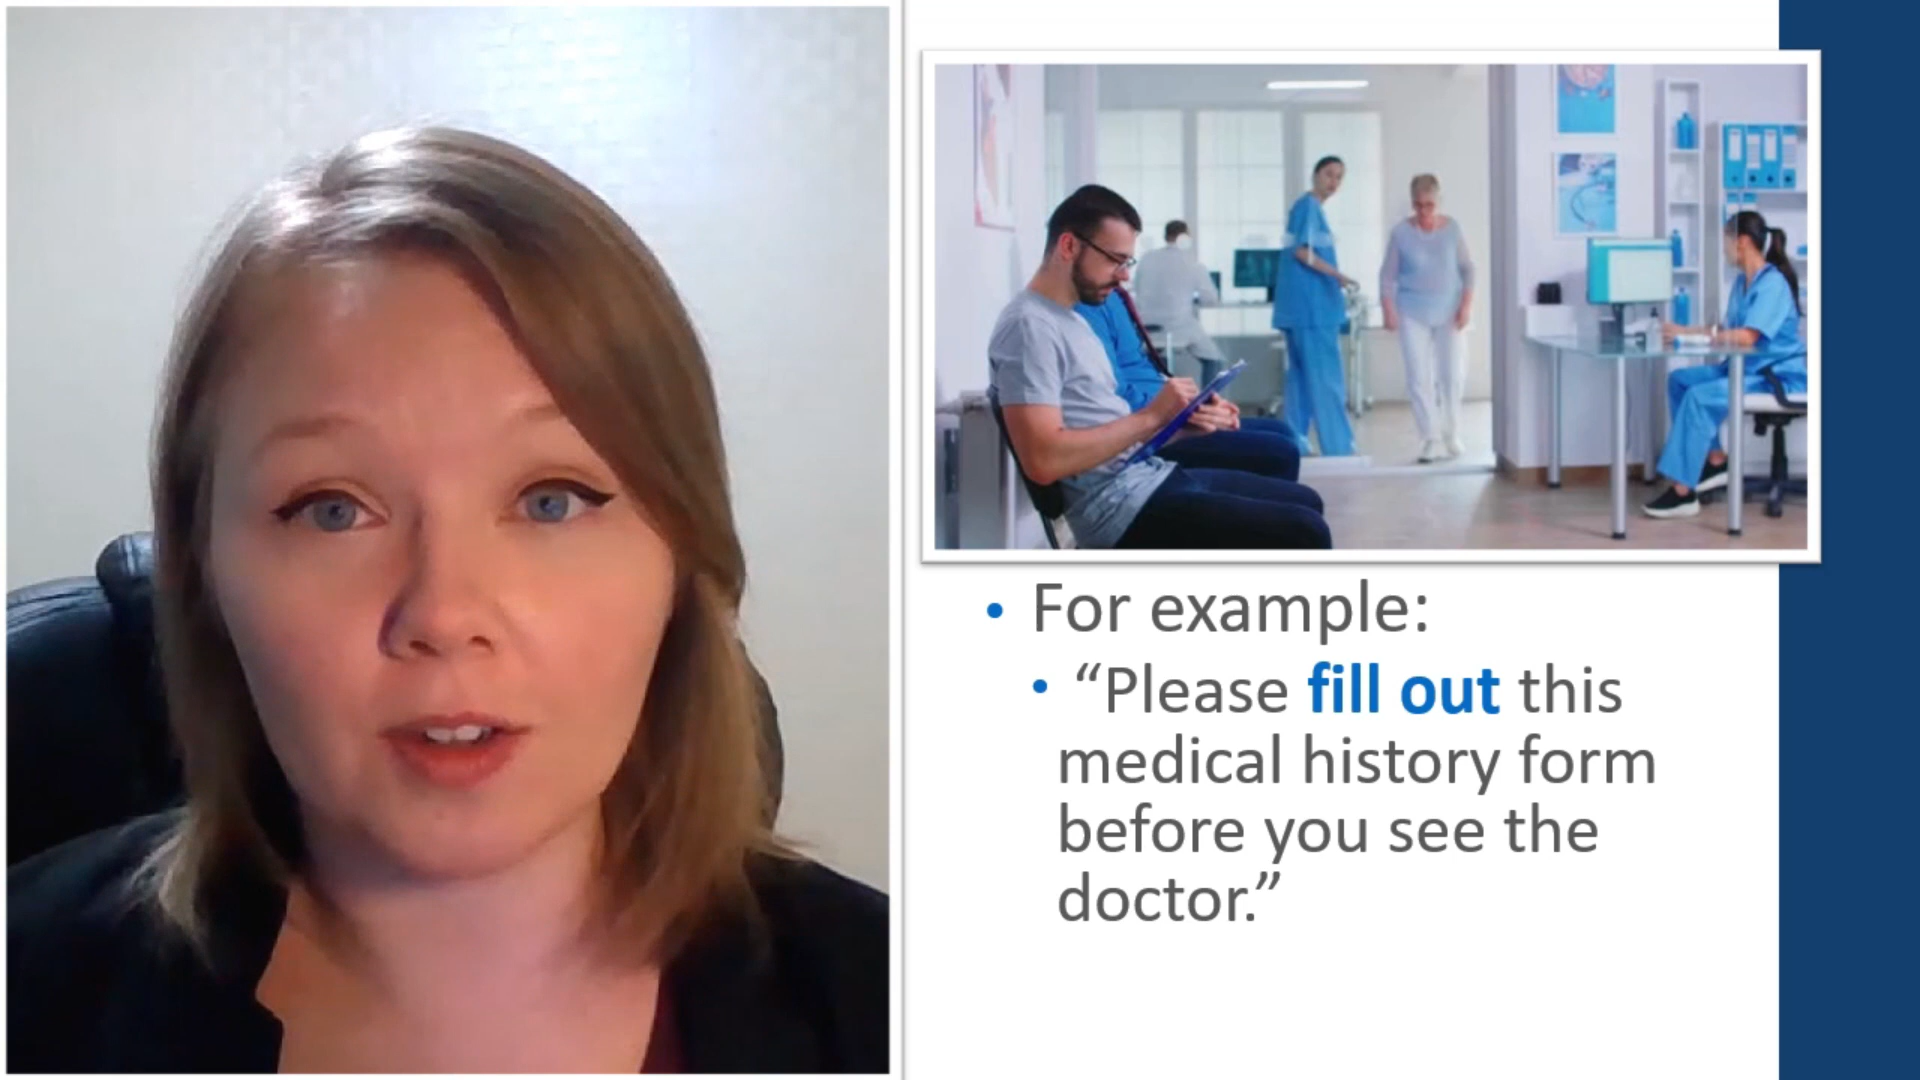 • For example:
• “Please fill out this
medical history form
before you see the
doctor.”